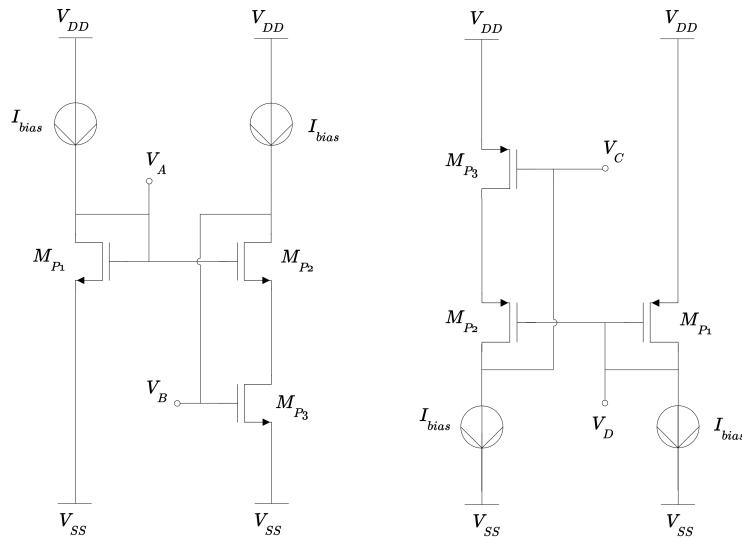 V_DD V_DD V_DD V_DD
I_bias I_bias
V_A V_C
M_P3
M_P1 M_P2
M_P2 M_P1
V_B M_P3
I_bias V_D I_bias
V_SS V_SS V_SS V_SS